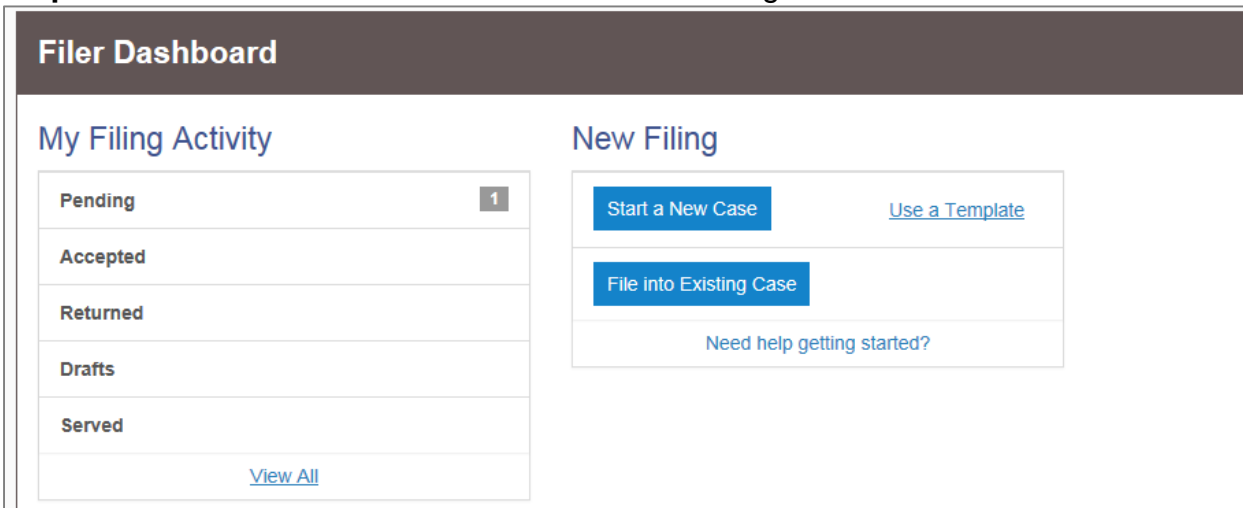 Filer Dashboard
My Filing Activity
Pending 1
Accepted
Returned
Drafts
Served
View All
New Filing
Start a New Case Use a Template
File into Existing Case
Need help getting started?